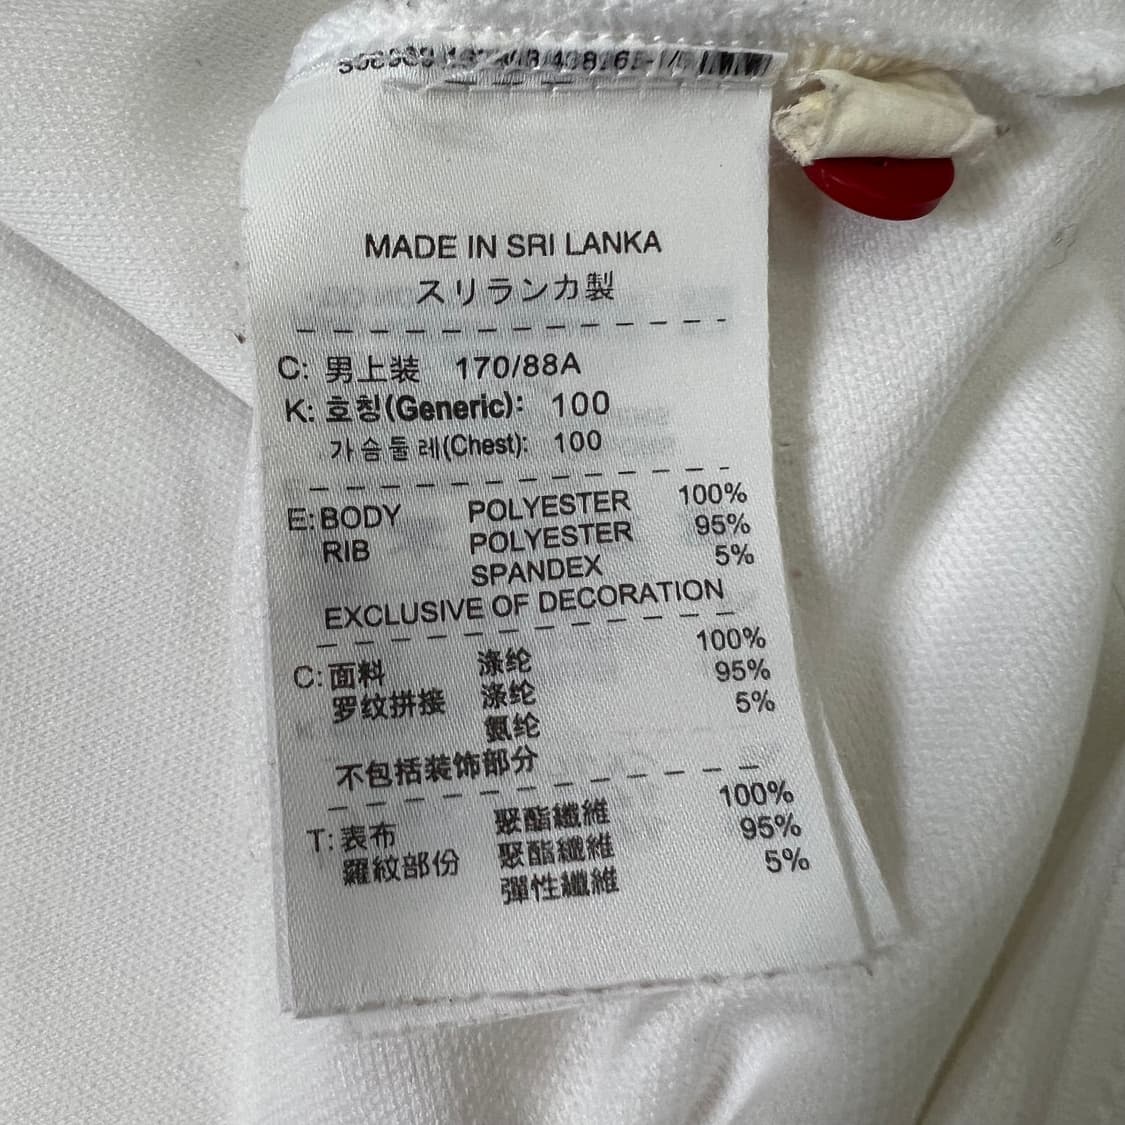 MADE IN SRI LANKA
スリランカ製
C: 男上装 170/88A
K: 호칭(Generic): 100
가슴둘레(Chest): 100
E: BODY POLYESTER 100%
RIB POLYESTER 95%
SPANDEX 5%
EXCLUSIVE OF DECORATION
C: 面料 涤纶 100%
罗纹拼接 涤纶 95%
氨纶 5%
不包括装饰部分
T: 表布 聚酯纖維 100%
羅紋部份 聚酯纖維 95%
彈性纖維 5%